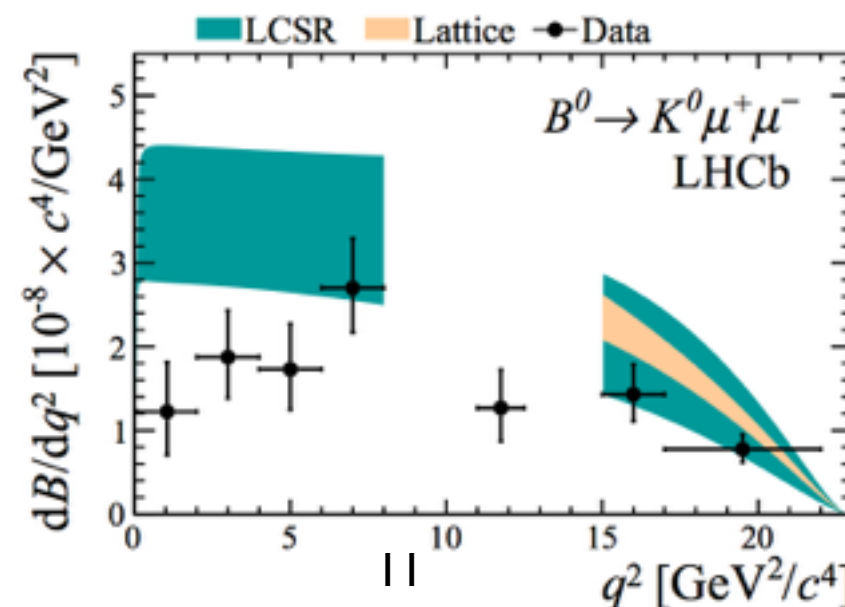 LCSR Lattice Data
dB/dq² [10⁻⁸ × c⁴/GeV²]
B⁰→ K⁰μ⁺μ⁻
LHCb
5
4
3
2
1
0
0 5 10 15 20
q² [GeV²/c⁴]
11